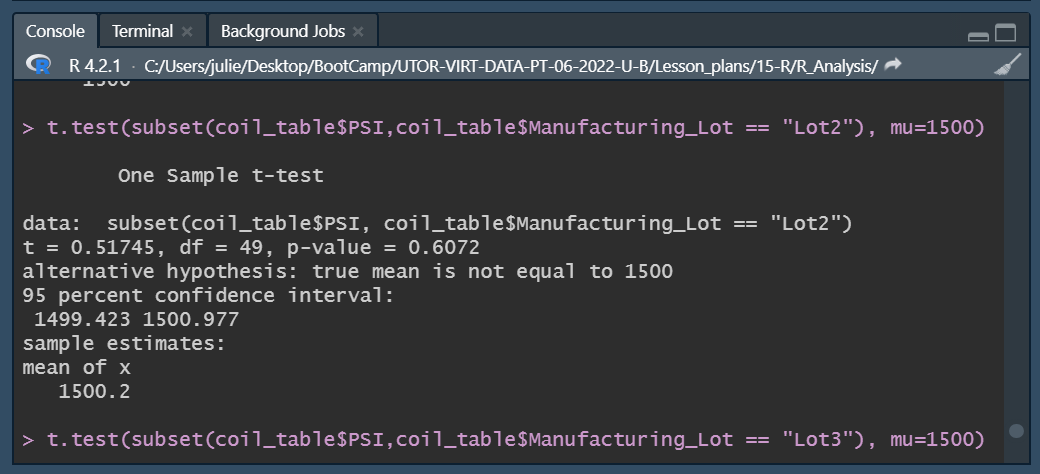 Console Terminal Background Jobs
R R 4.2.1 · C:/Users/julie/Desktop/BootCamp/UTOR-VIRT-DATA-PT-06-2022-U-B/Lesson_plans/15-R/R_Analysis/
1500
> t.test(subset(coil_table$PSI,coil_table$Manufacturing_Lot == "Lot2"), mu=1500)
One Sample t-test
data:  subset(coil_table$PSI, coil_table$Manufacturing_Lot == "Lot2")
t = 0.51745, df = 49, p-value = 0.6072
alternative hypothesis: true mean is not equal to 1500
95 percent confidence interval:
1499.423 1500.977
sample estimates:
mean of x
1500.2
> t.test(subset(coil_table$PSI,coil_table$Manufacturing_Lot == "Lot3"), mu=1500)